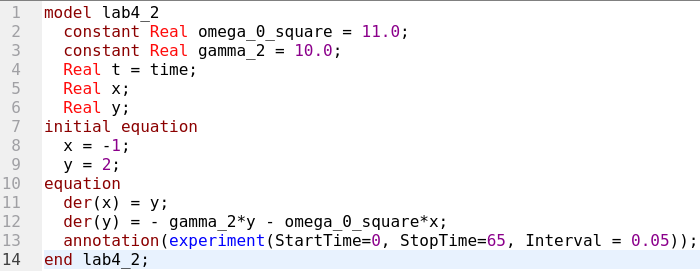 1 model lab4_2
2   constant Real omega_0_square = 11.0;
3   constant Real gamma_2 = 10.0;
4   Real t = time;
5   Real x;
6   Real y;
7 initial equation
8   x = -1;
9   y = 2;
10 equation
11   der(x) = y;
12   der(y) = - gamma_2*y - omega_0_square*x;
13   annotation(experiment(StartTime=0, StopTime=65, Interval = 0.05));
14 end lab4_2;